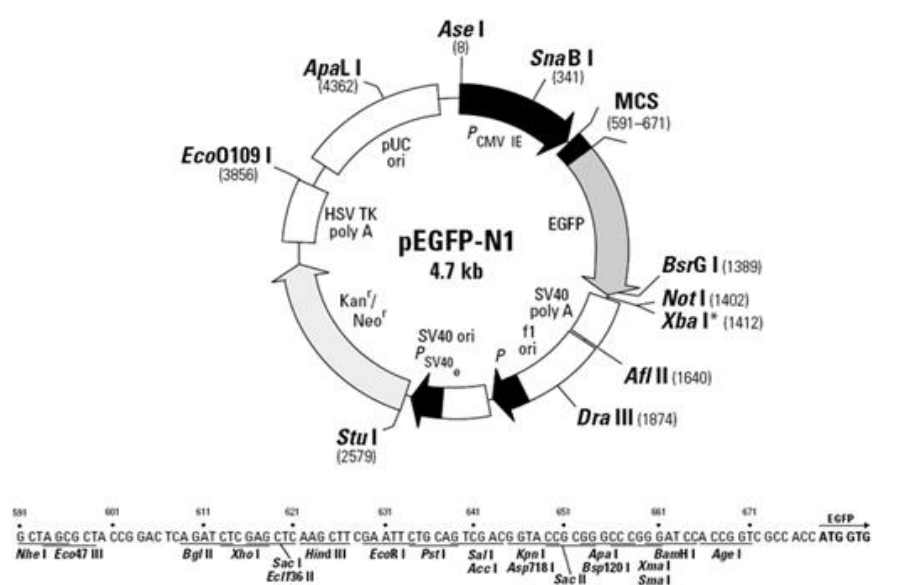 Ase I
(8)
SnaB I
(341)
ApaL I
(4362)
MCS
(591–671)
P CMV IE
pUC
ori
EcoO109 I
(3856)
HSV TK
poly A
EGFP
pEGFP-N1
4.7 kb
BsrG I (1389)
Not I (1402)
Xba I* (1412)
Kanr/
Neor
SV40
poly A
f1
ori
SV40 ori
P SV40e
P
Afl II (1640)
Dra III (1874)
Stu I
(2579)
591 601 611 621 631 641 651 661 671 EGFP
G CTA GCG CTA CCG GAC TCA GAT CTC GAG CTC AAG CTT CGA ATT CTG CAG TCG ACG GTA CCG CGG GCC CGG GAT CCA CCG GTC GCC ACC ATG GTG
Nhe I Eco47 III Bgl II Xho I Hind III EcoR I Pst I Sal I Kpn I Apa I BamH I Age I
Sac I Acc I Asp718 I Bsp120 I Xma I
Ecl136 II Sac II Sma I